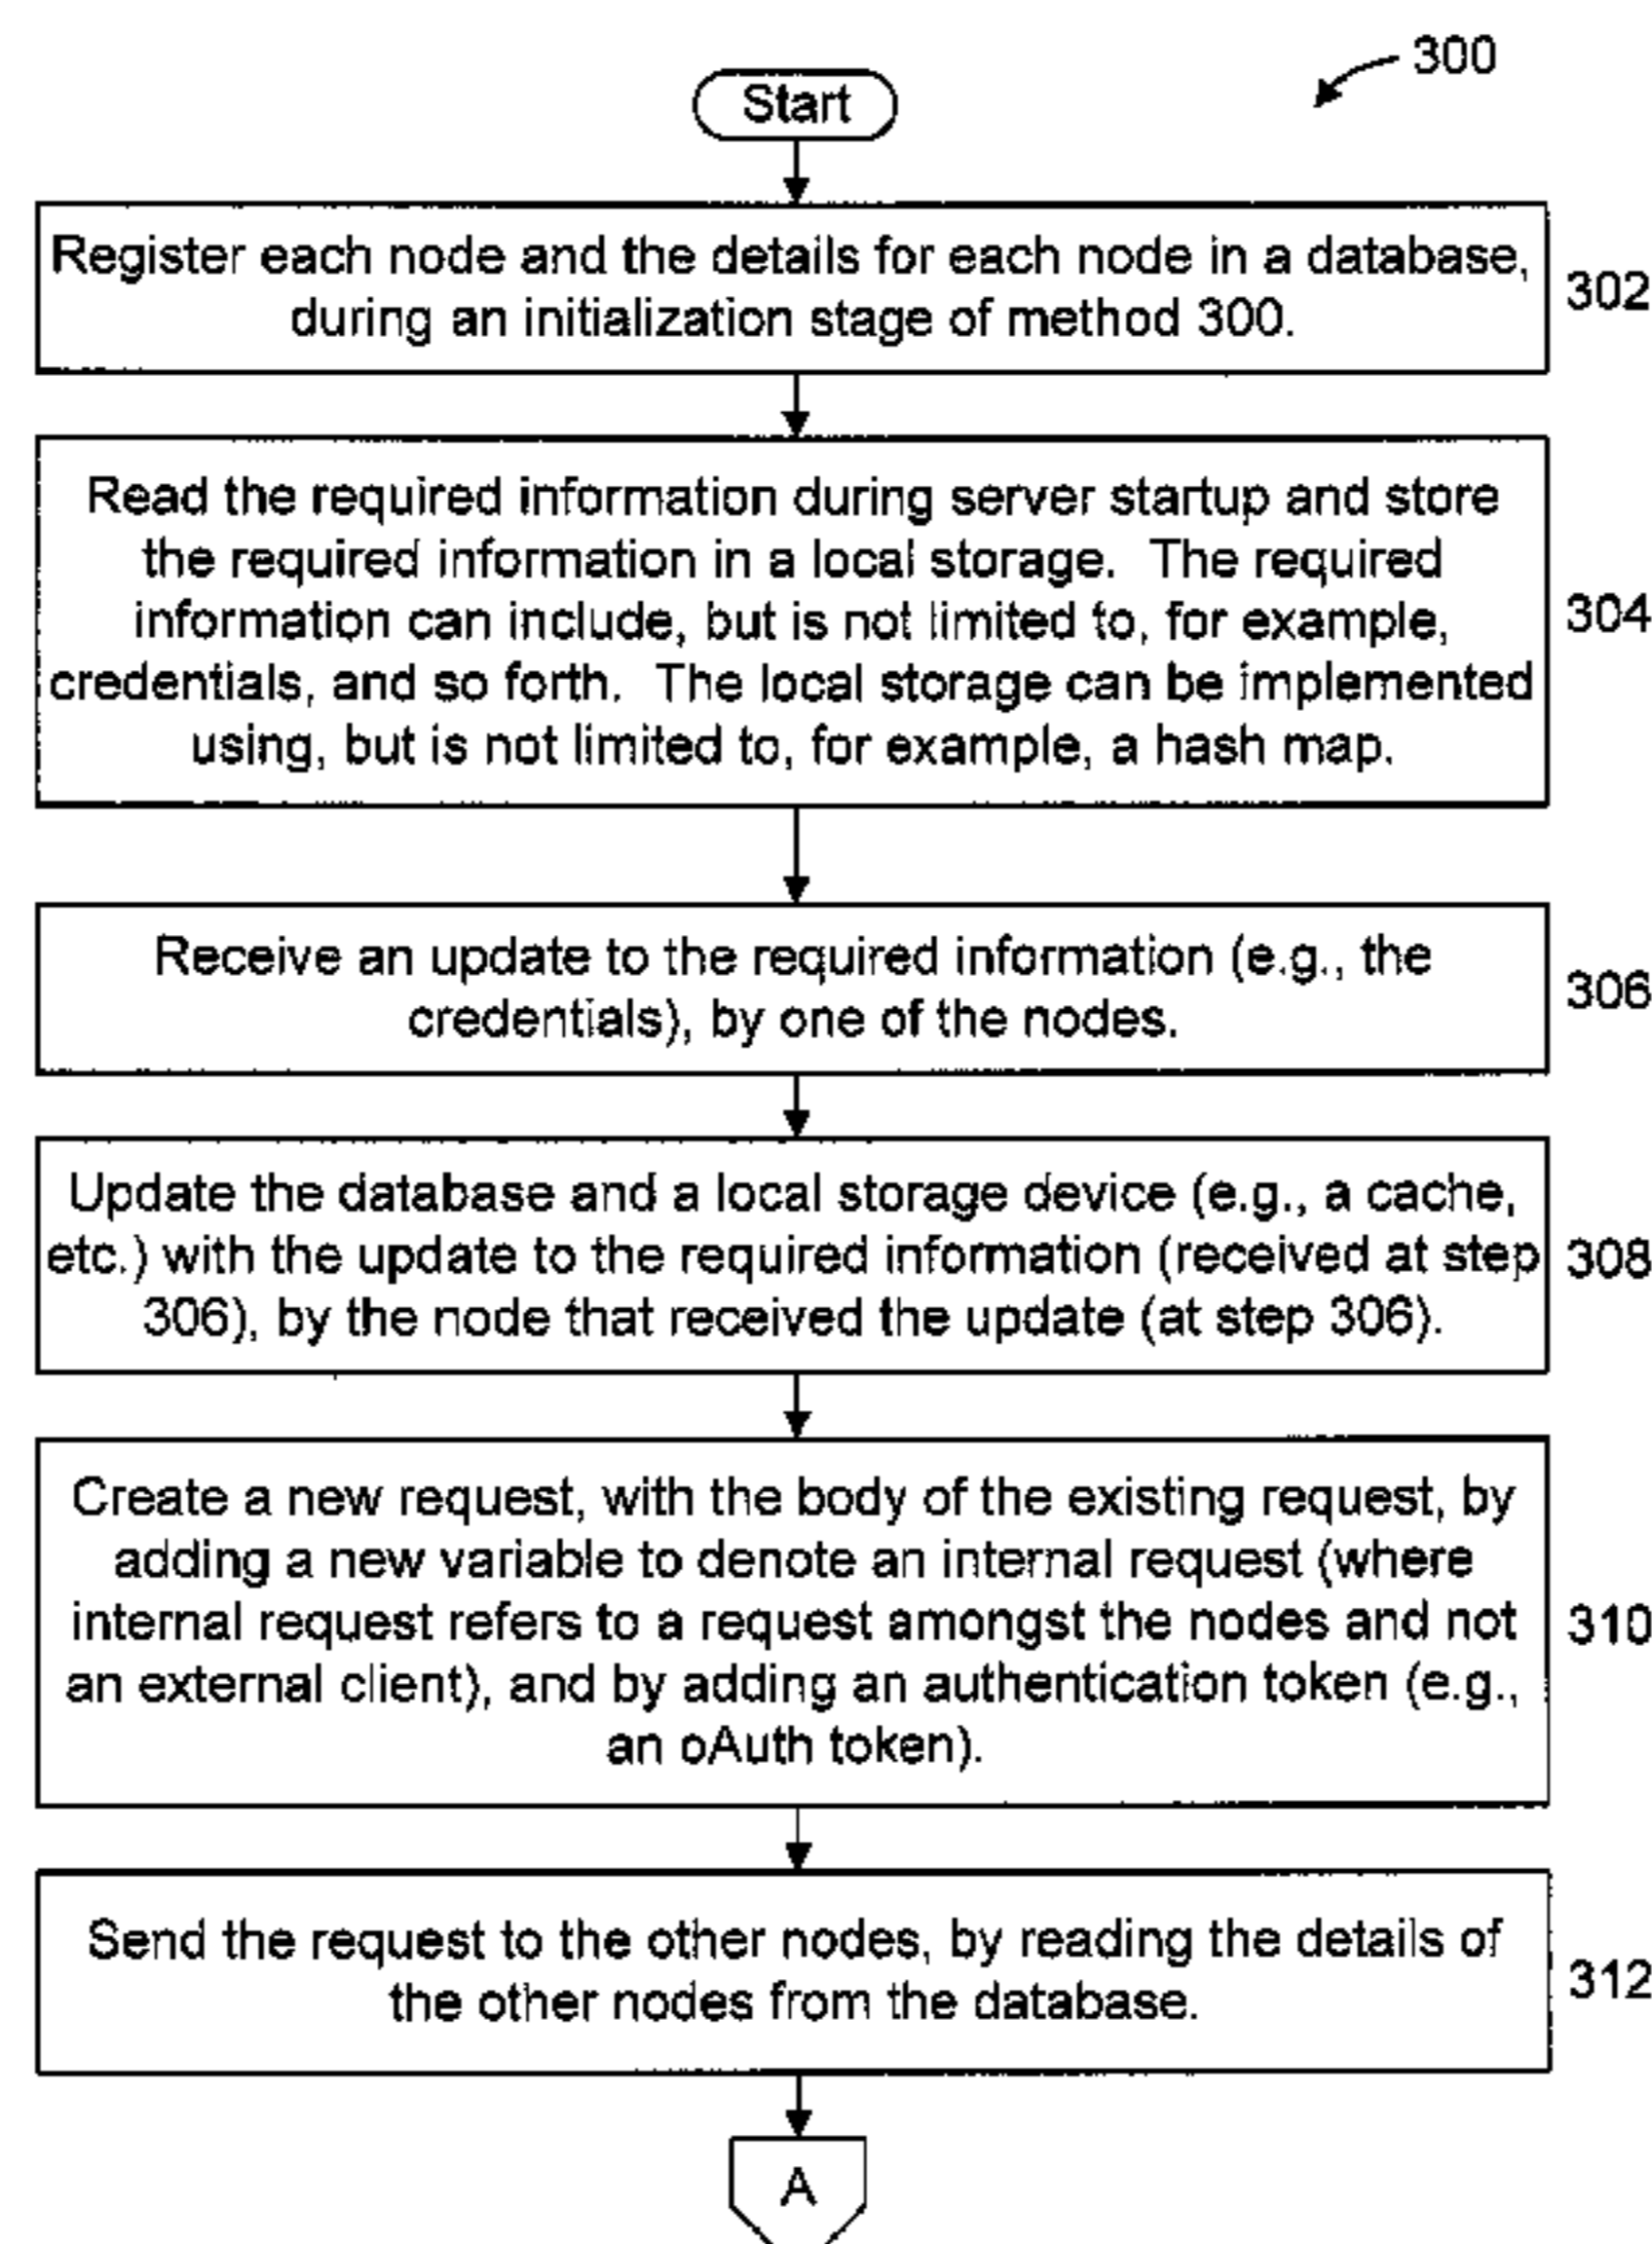 300
Start
Register each node and the details for each node in a database,
during an initialization stage of method 300.
302
Read the required information during server startup and store
the required information in a local storage. The required
information can include, but is not limited to, for example,
credentials, and so forth. The local storage can be implemented
using, but is not limited to, for example, a hash map.
304
Receive an update to the required information (e.g., the
credentials), by one of the nodes.
306
Update the database and a local storage device (e.g., a cache,
etc.) with the update to the required information (received at step
306), by the node that received the update (at step 306).
308
Create a new request, with the body of the existing request, by
adding a new variable to denote an internal request (where
internal request refers to a request amongst the nodes and not
an external client), and by adding an authentication token (e.g.,
an oAuth token).
310
Send the request to the other nodes, by reading the details of
the other nodes from the database.
312
A